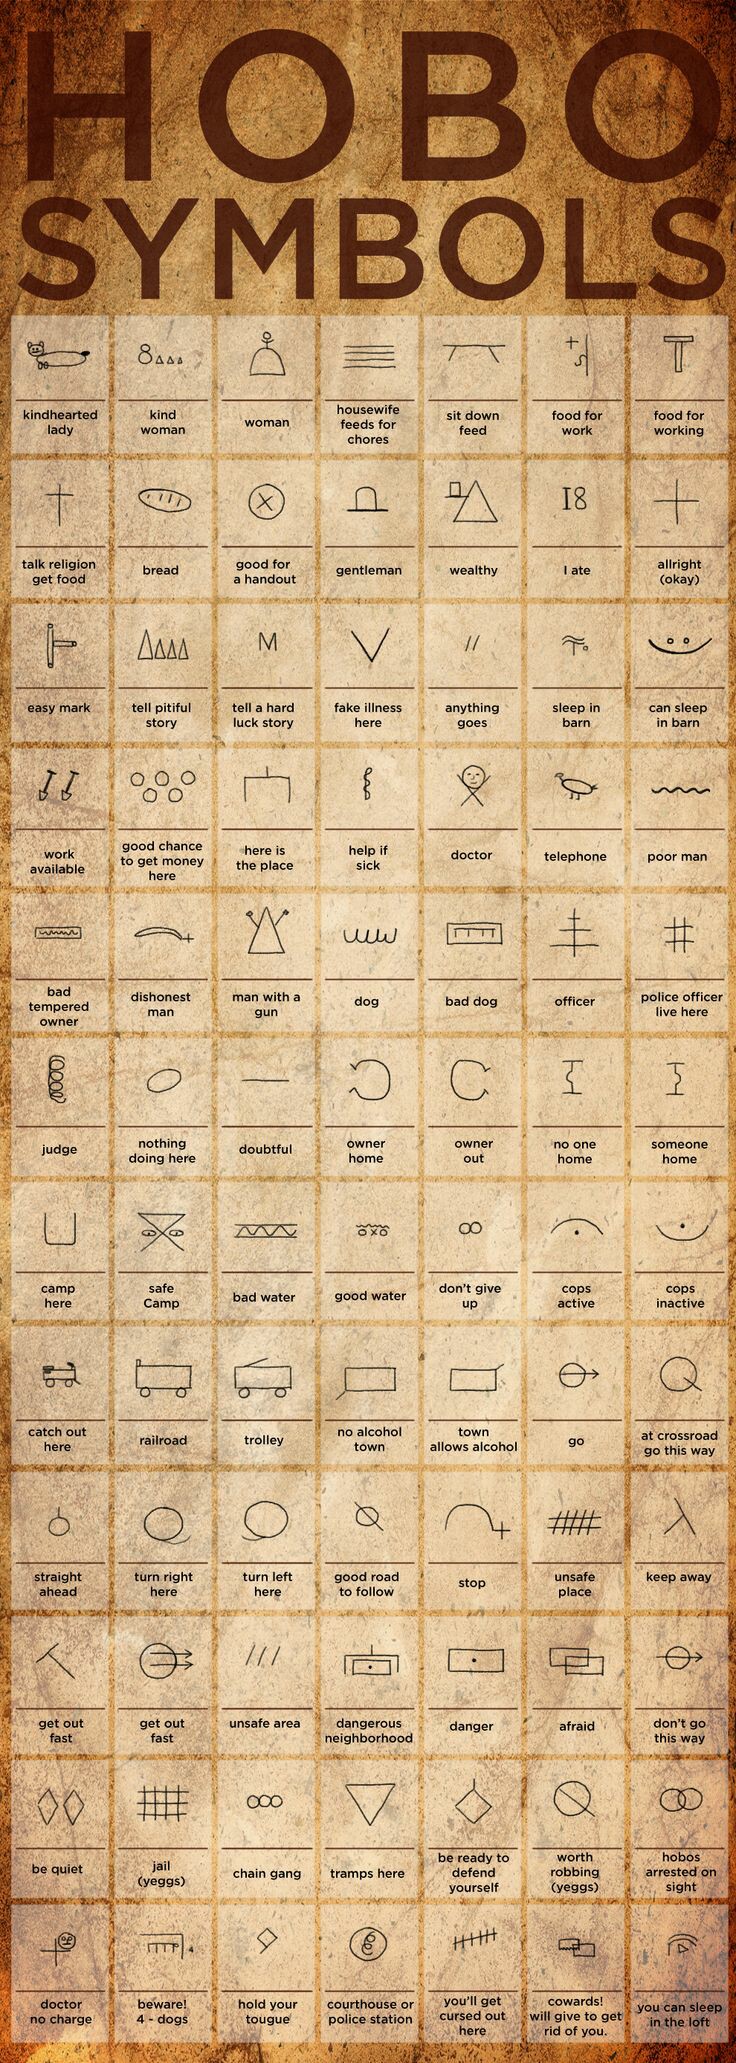 HOBO
SYMBOLS
kindhearted
lady
kind
woman
woman
housewife
feeds for
chores
sit down
feed
food for
work
food for
working
talk religion
get food
bread
good for
a handout
gentleman
wealthy
18
I ate
allright
(okay)
easy mark
tell pitiful
story
M
tell a hard
luck story
fake illness
here
anything
goes
sleep in
barn
can sleep
in barn
work
available
good chance
to get money
here
here is
the place
help if
sick
doctor
telephone
poor man
bad
tempered
owner
dishonest
man
man with a
gun
dog
bad dog
officer
police officer
live here
judge
nothing
doing here
doubtful
owner
home
owner
out
no one
home
someone
home
camp
here
safe
Camp
bad water
good water
don't give
up
cops
active
cops
inactive
catch out
here
railroad
trolley
no alcohol
town
town
allows alcohol
go
at crossroad
go this way
straight
ahead
turn right
here
turn left
here
good road
to follow
stop
unsafe
place
keep away
get out
fast
get out
fast
unsafe area
dangerous
neighborhood
danger
afraid
don't go
this way
be quiet
jail
(yeggs)
chain gang
tramps here
be ready to
defend
yourself
worth
robbing
(yeggs)
hobos
arrested on
sight
doctor
no charge
beware!
4 - dogs
hold your
tougue
courthouse or
police station
you'll get
cursed out
here
cowards!
will give to get
rid of you.
you can sleep
in the loft